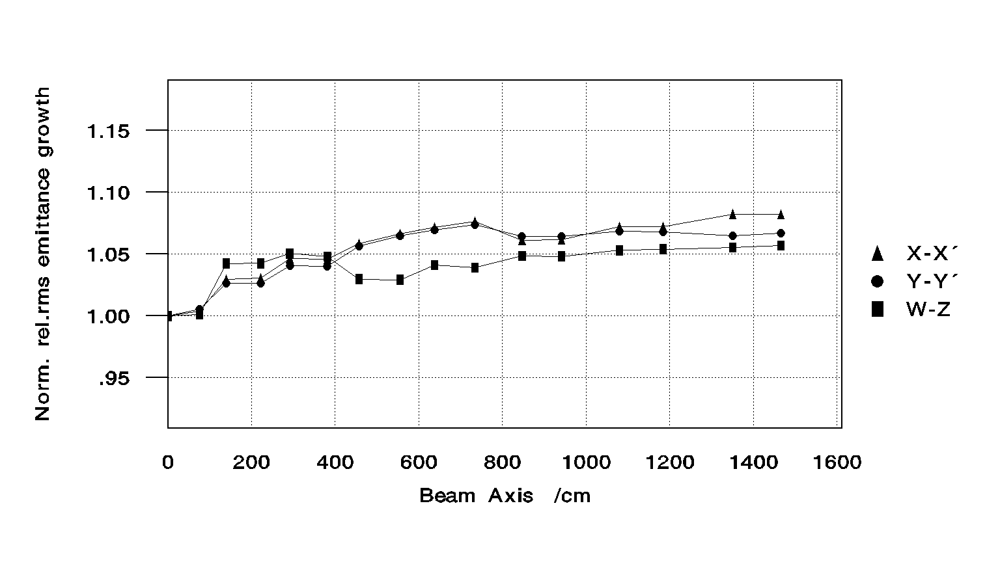 Norm. rel.rms emittance growth
1.15
1.10
1.05
1.00
.95
0 200 400 600 800 1000 1200 1400 1600
Beam Axis /cm
X-X´
Y-Y´
W-Z